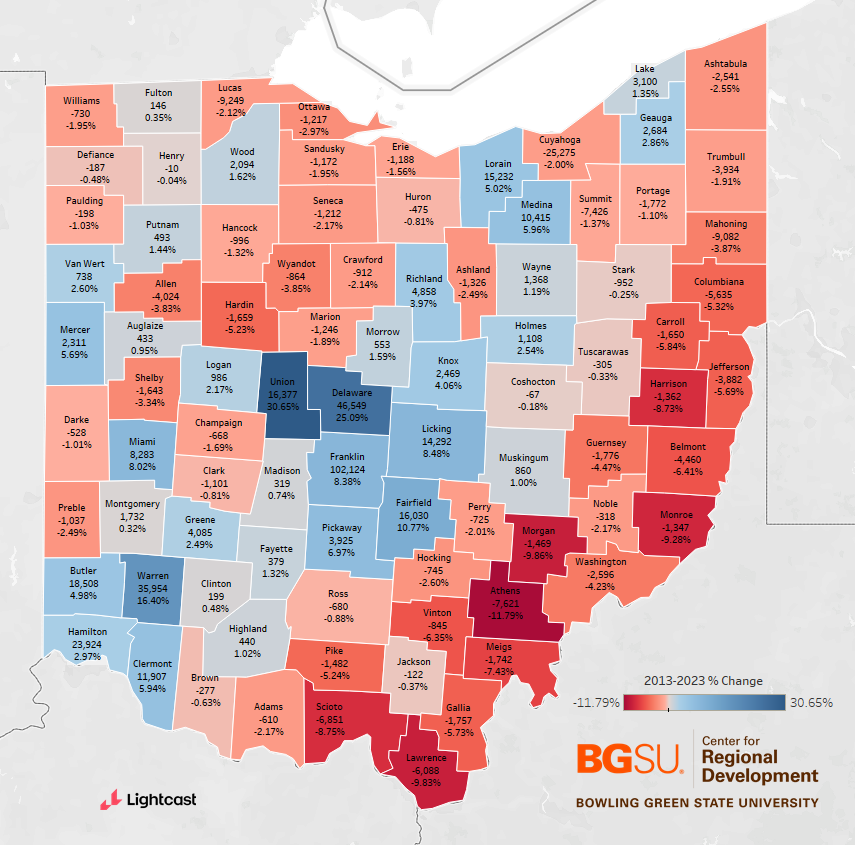 Williams
-730
-1.95%
Fulton
146
0.35%
Lucas
-9,249
-2.12%
Ottawa
-1,217
-2.97%
Lake
3,100
1.35%
Ashtabula
-2,541
-2.55%
Geauga
2,684
2.86%
Defiance
-187
-0.48%
Henry
-10
-0.04%
Wood
2,094
1.62%
Sandusky
-1,172
-1.95%
Erie
-1,188
-1.56%
Lorain
15,232
5.02%
Cuyahoga
-25,275
-2.00%
Trumbull
-3,934
-1.91%
Paulding
-198
-1.03%
Putnam
493
1.44%
Hancock
-996
-1.32%
Seneca
-1,212
-2.17%
Huron
-475
-0.81%
Medina
10,415
5.96%
Summit
-7,426
-1.37%
Portage
-1,772
-1.10%
Mahoning
-9,082
-3.87%
Van Wert
738
2.60%
Allen
-4,024
-3.83%
Wyandot
-864
-3.85%
Crawford
-912
-2.14%
Richland
4,858
3.97%
Ashland
-1,326
-2.49%
Wayne
1,368
1.19%
Stark
-952
-0.25%
Columbiana
-5,635
-5.32%
Mercer
2,311
5.69%
Auglaize
433
0.95%
Hardin
-1,659
-5.23%
Marion
-1,246
-1.89%
Morrow
553
1.59%
Holmes
1,108
2.54%
Tuscarawas
-305
-0.33%
Carroll
-1,650
-5.84%
Jefferson
-3,882
-5.69%
Shelby
-1,643
-3.34%
Logan
986
2.17%
Union
16,377
30.65%
Delaware
46,549
25.09%
Knox
2,469
4.06%
Coshocton
-67
-0.18%
Harrison
-1,362
-8.73%
Darke
-528
-1.01%
Miami
8,283
8.02%
Champaign
-668
-1.69%
Licking
14,292
8.48%
Guernsey
-1,776
-4.47%
Belmont
-4,460
-6.41%
Clark
-1,101
-0.81%
Madison
319
0.74%
Franklin
102,124
8.38%
Muskingum
860
1.00%
Preble
-1,037
-2.49%
Montgomery
1,732
0.32%
Greene
4,085
2.49%
Fairfield
16,030
10.77%
Perry
-725
-2.01%
Noble
-318
-2.17%
Monroe
-1,347
-9.28%
Pickaway
3,925
6.97%
Fayette
379
1.32%
Morgan
-1,469
-9.86%
Butler
18,508
4.98%
Warren
35,954
16.40%
Clinton
199
0.48%
Hocking
-745
-2.60%
Washington
-2,596
-4.23%
Ross
-680
-0.88%
Athens
-7,621
-11.79%
Hamilton
23,924
2.97%
Highland
440
1.02%
Vinton
-845
-6.35%
Clermont
11,907
5.94%
Pike
-1,482
-5.24%
Jackson
-122
-0.37%
Meigs
-1,742
-7.43%
Brown
-277
-0.63%
Adams
-610
-2.17%
Scioto
-6,851
-8.75%
Gallia
-1,757
-5.73%
Lawrence
-6,088
-9.83%
2013-2023 % Change
-11.79% 30.65%
BGSU. Center for
Regional
Development
BOWLING GREEN STATE UNIVERSITY
Lightcast